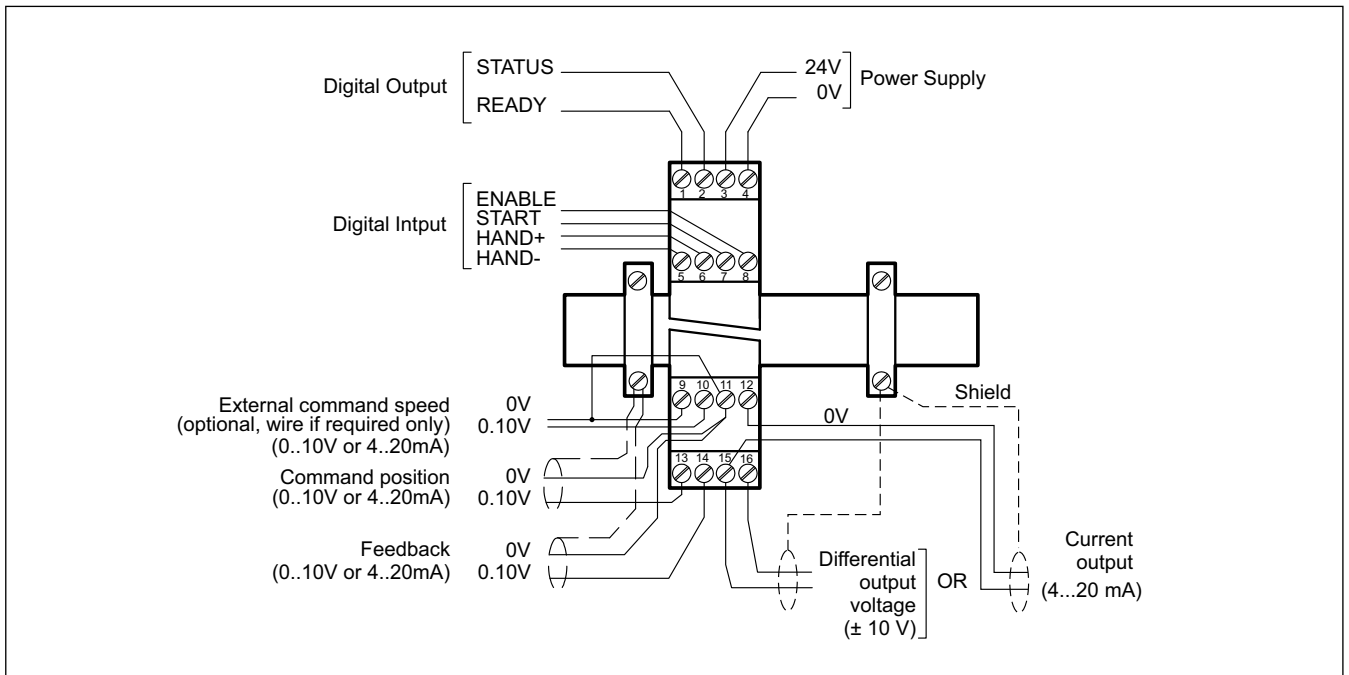 Digital Output
STATUS
READY
24V
0V
Power Supply
1 2 3 4
Digital Intput
ENABLE
START
HAND+
HAND-
5 6 7 8
9 10 11 12
External command speed
(optional, wire if required only)
(0..10V or 4..20mA)
0V
0.10V
0V
Shield
13 14 15 16
Command position
(0..10V or 4..20mA)
0V
0.10V
Feedback
(0..10V or 4..20mA)
0V
0.10V
Differential
output
voltage
(± 10 V)
OR
Current
output
(4...20 mA)